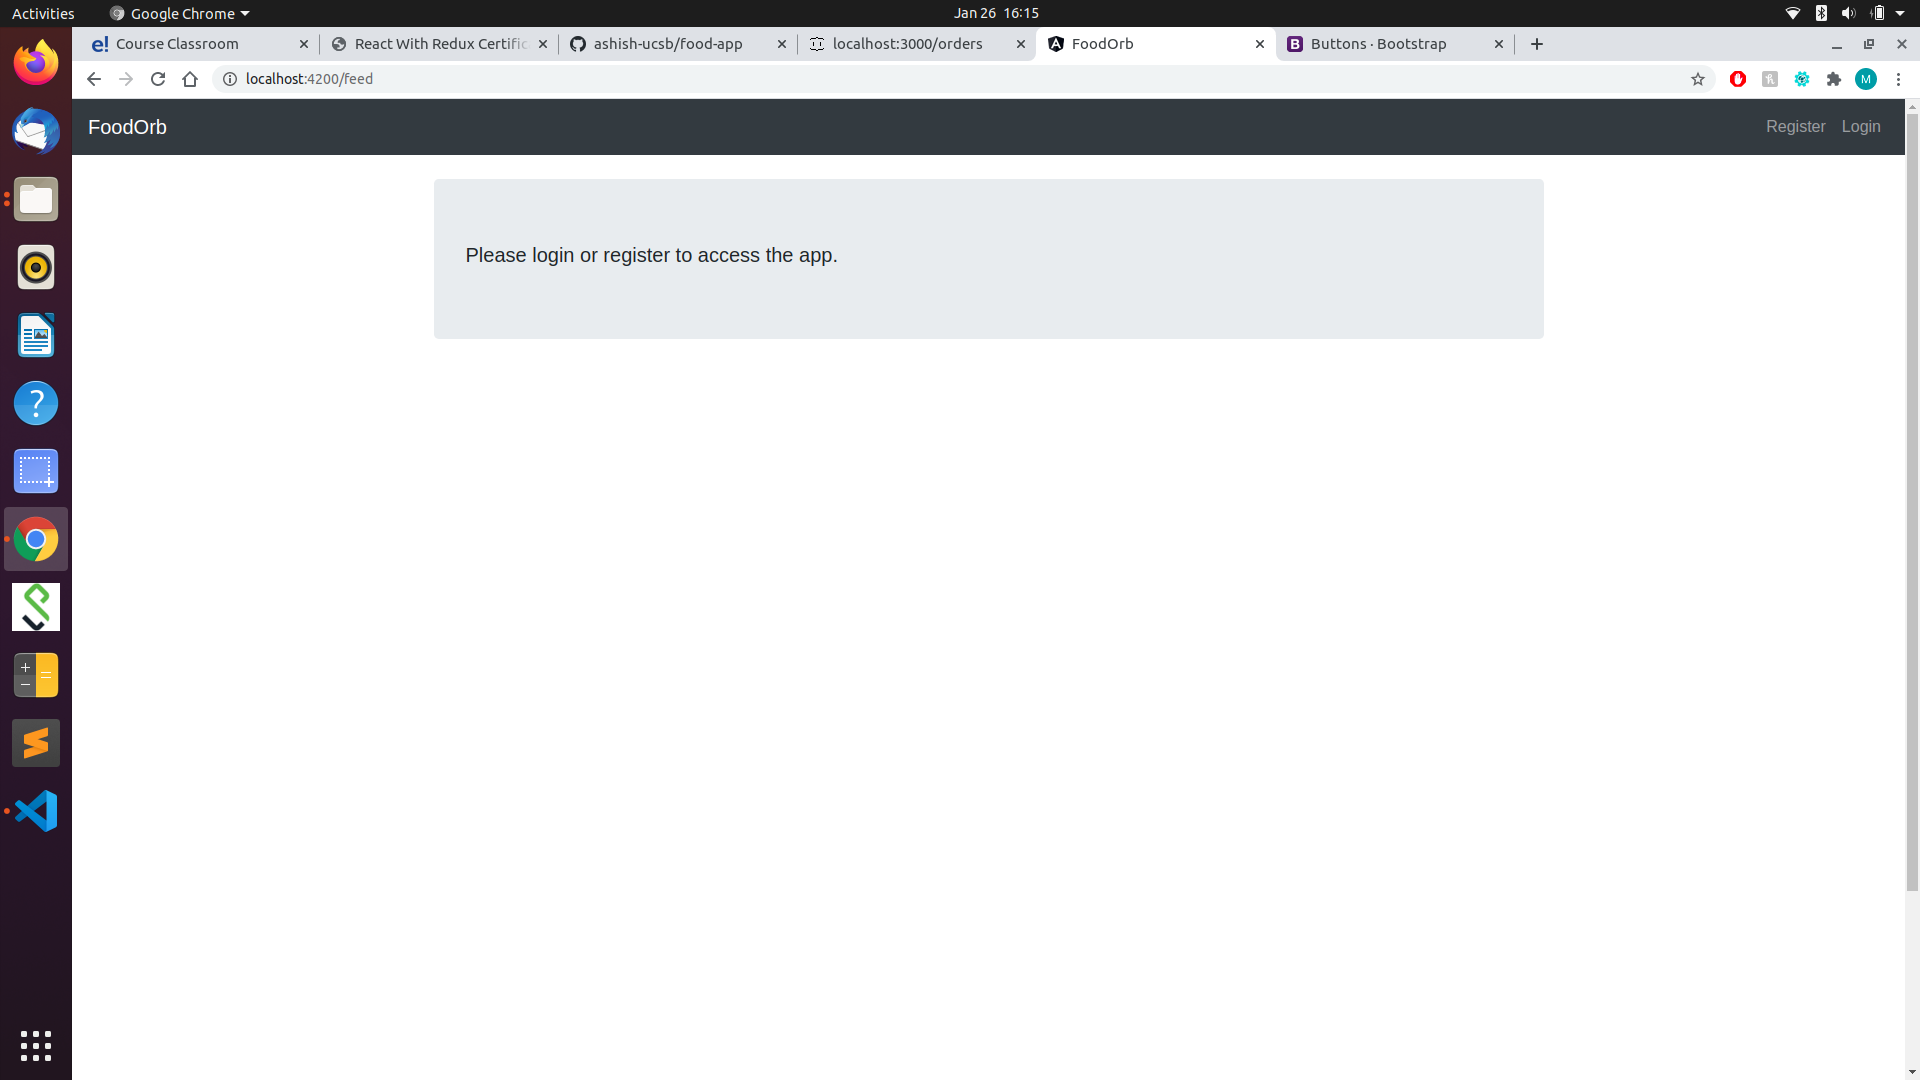 Activities Google Chrome Jan 26 16:15
Course Classroom React With Redux Certific ashish-ucsb/food-app localhost:3000/orders FoodOrb Buttons · Bootstrap
localhost:4200/feed M
FoodOrb Register Login
Please login or register to access the app.